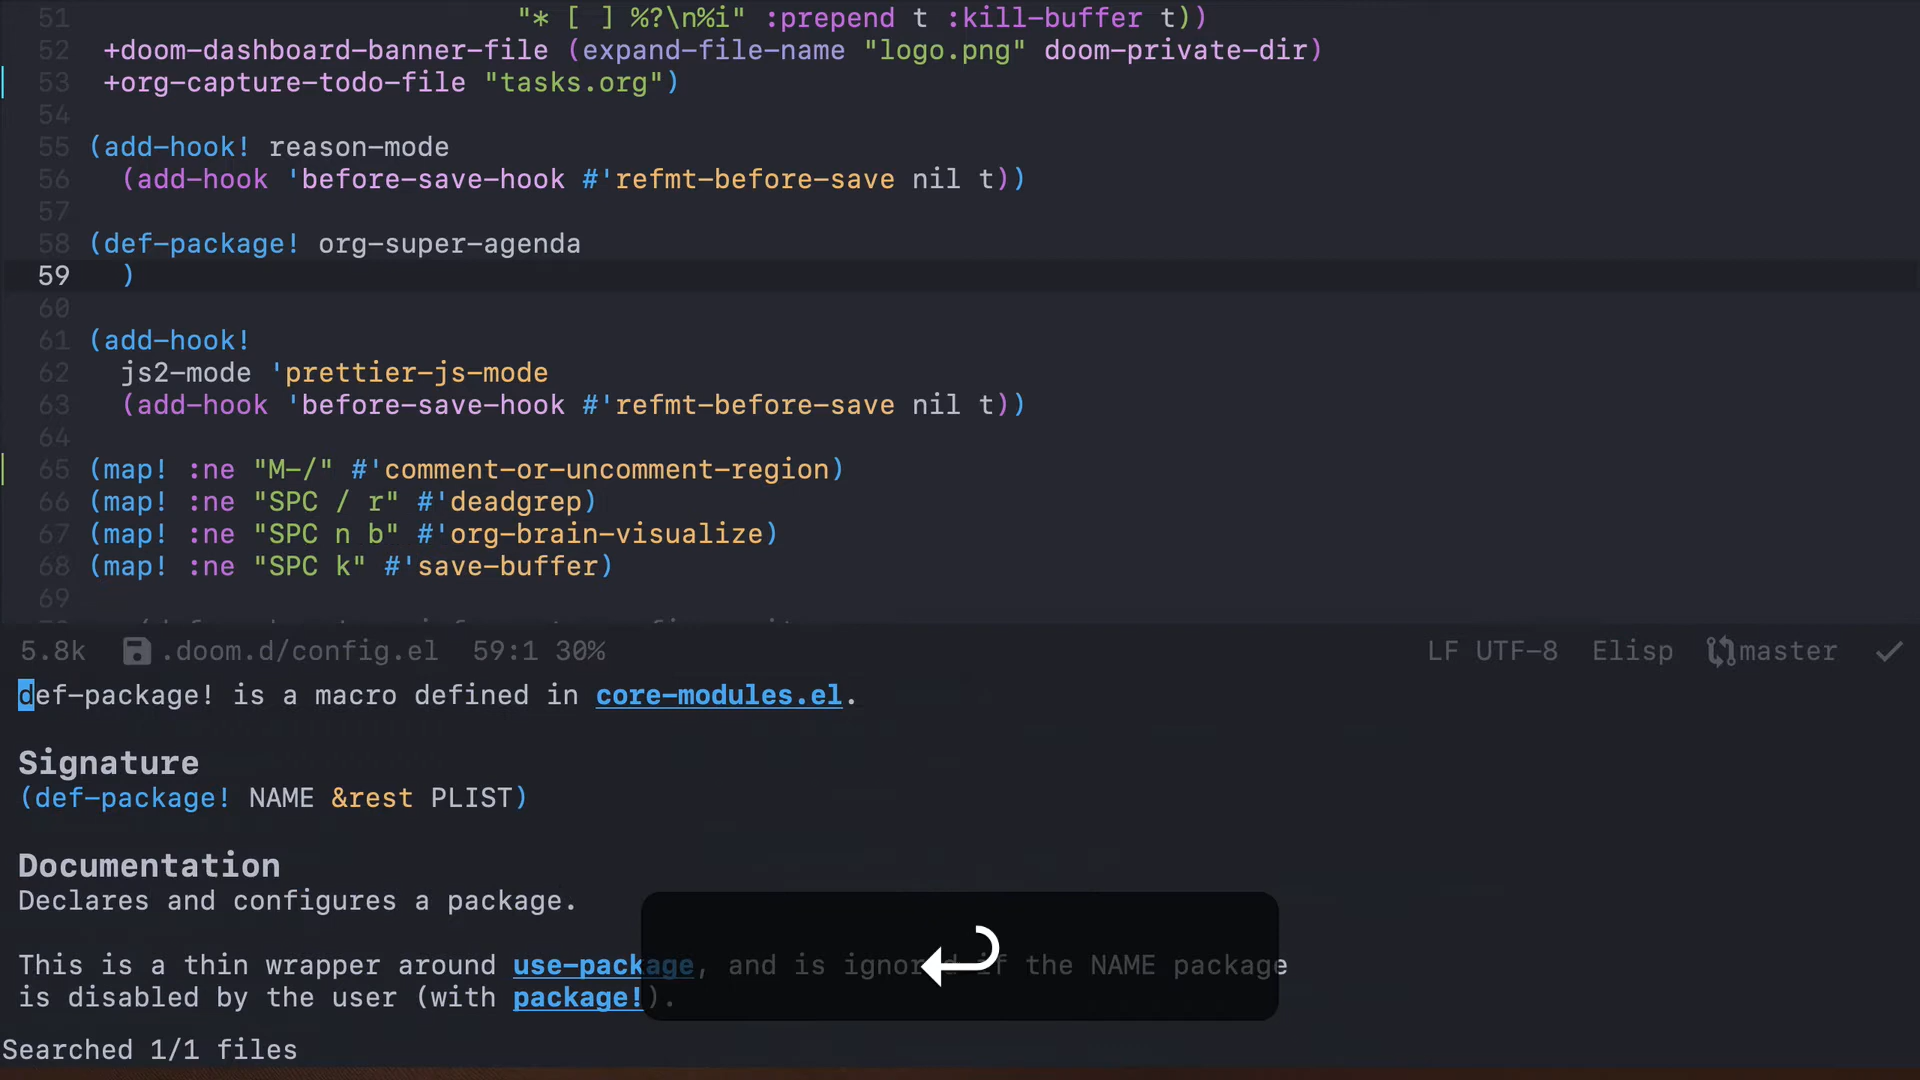 51 "* [ ] %?\n%i" :prepend t :kill-buffer t))
52 +doom-dashboard-banner-file (expand-file-name "logo.png" doom-private-dir)
53 +org-capture-todo-file "tasks.org")
54
55 (add-hook! reason-mode
56 (add-hook 'before-save-hook #'refmt-before-save nil t))
57
58 (def-package! org-super-agenda
59 )
60
61 (add-hook!
62 js2-mode 'prettier-js-mode
63 (add-hook 'before-save-hook #'refmt-before-save nil t))
64
65 (map! :ne "M-/" #'comment-or-uncomment-region)
66 (map! :ne "SPC / r" #'deadgrep)
67 (map! :ne "SPC n b" #'org-brain-visualize)
68 (map! :ne "SPC k" #'save-buffer)
69
5.8k .doom.d/config.el 59:1 30% LF UTF-8 Elisp master
def-package! is a macro defined in core-modules.el.
Signature
(def-package! NAME &rest PLIST)
Documentation
Declares and configures a package.
This is a thin wrapper around use-package, and is ignored if the NAME package
is disabled by the user (with package!).
Searched 1/1 files